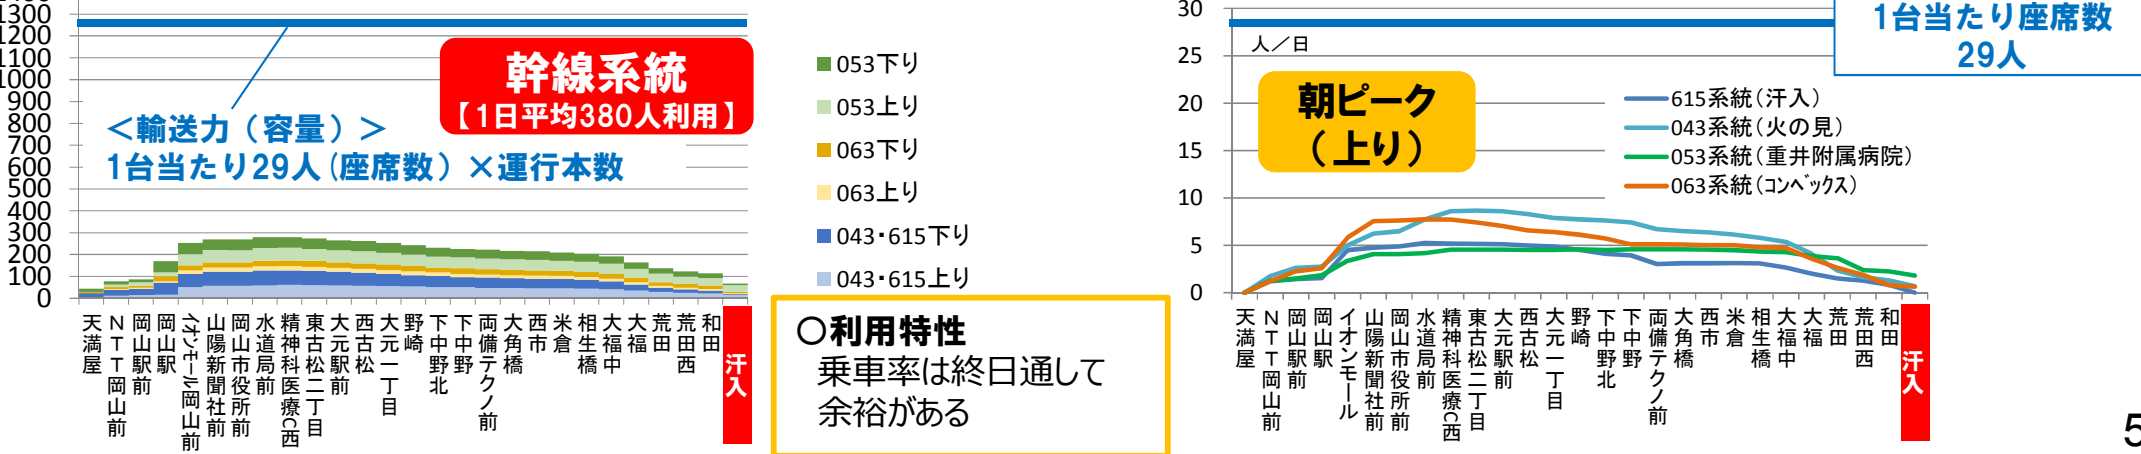 1300
1200
1100
1000
900
800
700
600
500
400
300
200
100
0
幹線系統
【1日平均380人利用】
＜輸送力（容量）＞
1台当たり29人(座席数）×運行本数
天満屋
ＮＴＴ岡山前
岡山駅前
岡山駅
イオンモール岡山前
山陽新聞社前
岡山市役所前
水道局前
精神科医療C西
東古松二丁目
大元駅前
西古松
大元一丁目
野崎
下中野北
下中野
両備テクノ前
大角橋
西市
米倉
相生橋
大福中
大福
荒田
荒田西
和田
汗入
053下り
053上り
063下り
063上り
043・615下り
043・615上り
〇利用特性
乗車率は終日通して
余裕がある
30
25
20
15
10
5
0
人／日
1台当たり座席数
29人
朝ピーク
（上り）
615系統（汗入）
043系統（火の見）
053系統（重井附属病院）
063系統（コンベックス）
天満屋
ＮＴＴ岡山前
岡山駅前
岡山駅
イオンモール
山陽新聞社前
岡山市役所前
水道局前
精神科医療C西
東古松二丁目
大元駅前
西古松
大元一丁目
野崎
下中野北
下中野
両備テクノ前
大角橋
西市
米倉
相生橋
大福中
大福
荒田
荒田西
和田
汗入
5